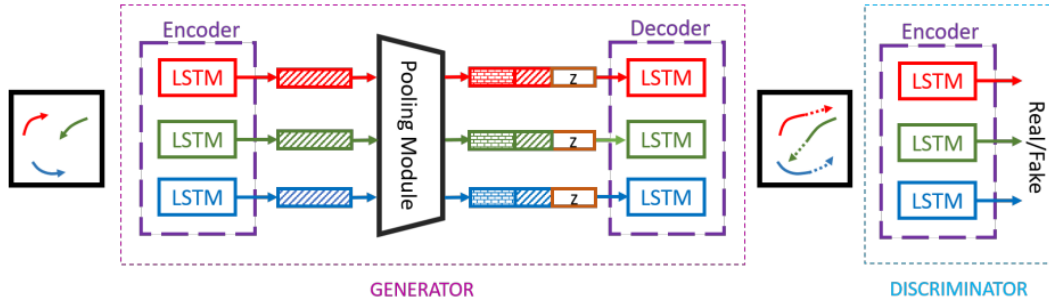 Encoder
LSTM
LSTM
LSTM
Pooling Module
z
z
z
Decoder
LSTM
LSTM
LSTM
GENERATOR
Encoder
LSTM
LSTM
LSTM
Real/Fake
DISCRIMINATOR